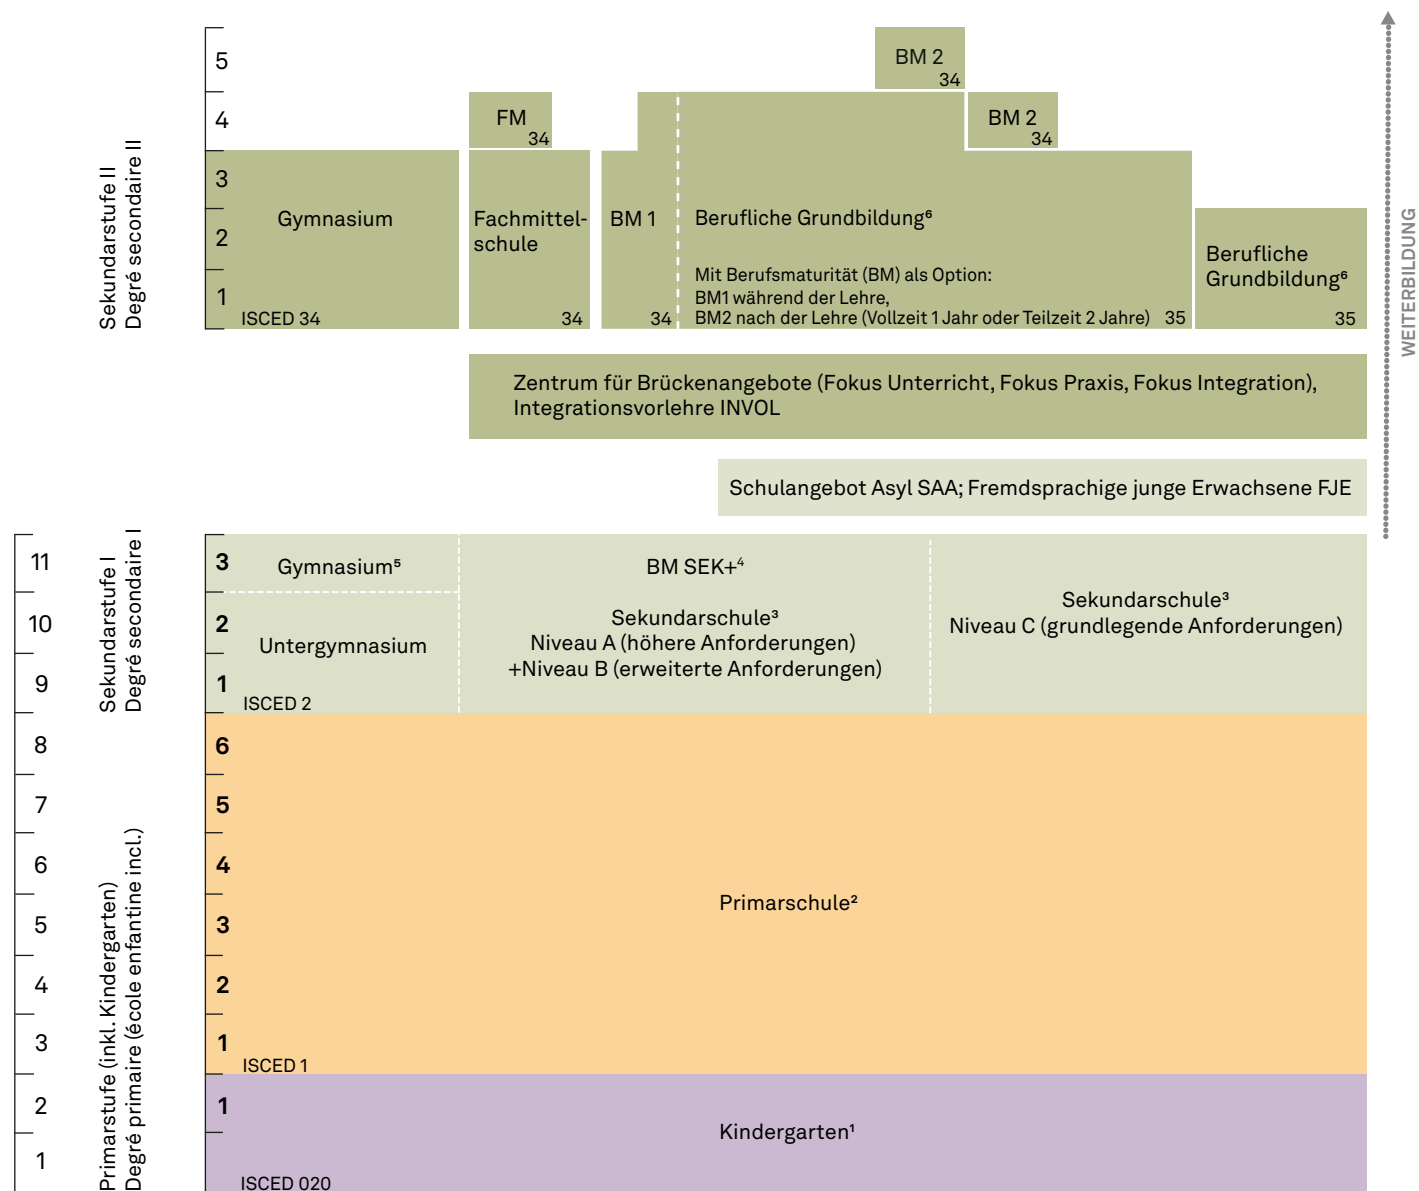 5
BM 2
34
4
FM
34
BM 2
34
Sekundarstufe II
Degré secondaire II
3
2
1
Gymnasium
ISCED 34
Fachmittel-
schule
34
BM 1
34
Berufliche Grundbildung⁶
Mit Berufsmaturität (BM) als Option:
BM1 während der Lehre,
BM2 nach der Lehre (Vollzeit 1 Jahr oder Teilzeit 2 Jahre)
35
Berufliche
Grundbildung⁶
35
WEITERBILDUNG
Zentrum für Brückenangebote (Fokus Unterricht, Fokus Praxis, Fokus Integration),
Integrationsvorlehre INVOL
Schulangebot Asyl SAA; Fremdsprachige junge Erwachsene FJE
11
10
9
Sekundarstufe I
Degré secondaire I
3
2
1
Gymnasium⁵
Untergymnasium
ISCED 2
BM SEK+⁴
Sekundarschule³
Niveau A (höhere Anforderungen)
+Niveau B (erweiterte Anforderungen)
Sekundarschule³
Niveau C (grundlegende Anforderungen)
8
7
6
5
4
3
2
1
Primarstufe (inkl. Kindergarten)
Degré primaire (école enfantine incl.)
6
5
4
3
2
1
Primarschule²
ISCED 1
1
Kindergarten¹
ISCED 020